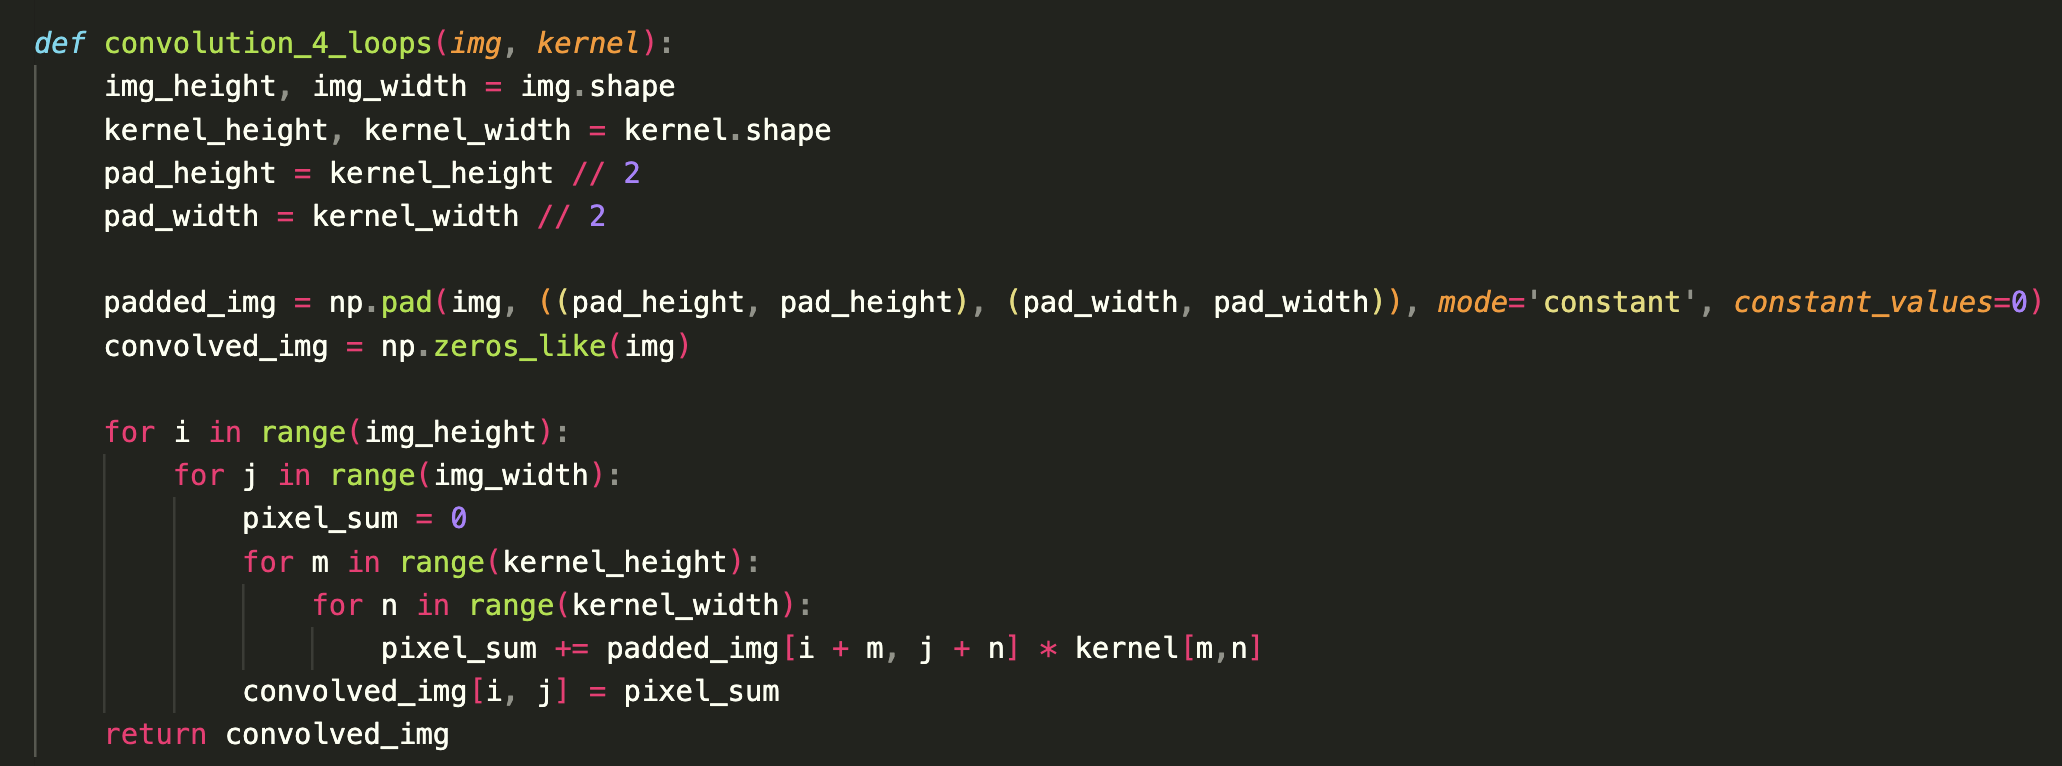 def convolution_4_loops(img, kernel):
    img_height, img_width = img.shape
    kernel_height, kernel_width = kernel.shape
    pad_height = kernel_height // 2
    pad_width = kernel_width // 2

    padded_img = np.pad(img, ((pad_height, pad_height), (pad_width, pad_width)), mode='constant', constant_values=0)
    convolved_img = np.zeros_like(img)

    for i in range(img_height):
        for j in range(img_width):
            pixel_sum = 0
            for m in range(kernel_height):
                for n in range(kernel_width):
                    pixel_sum += padded_img[i + m, j + n] * kernel[m,n]
            convolved_img[i, j] = pixel_sum
    return convolved_img